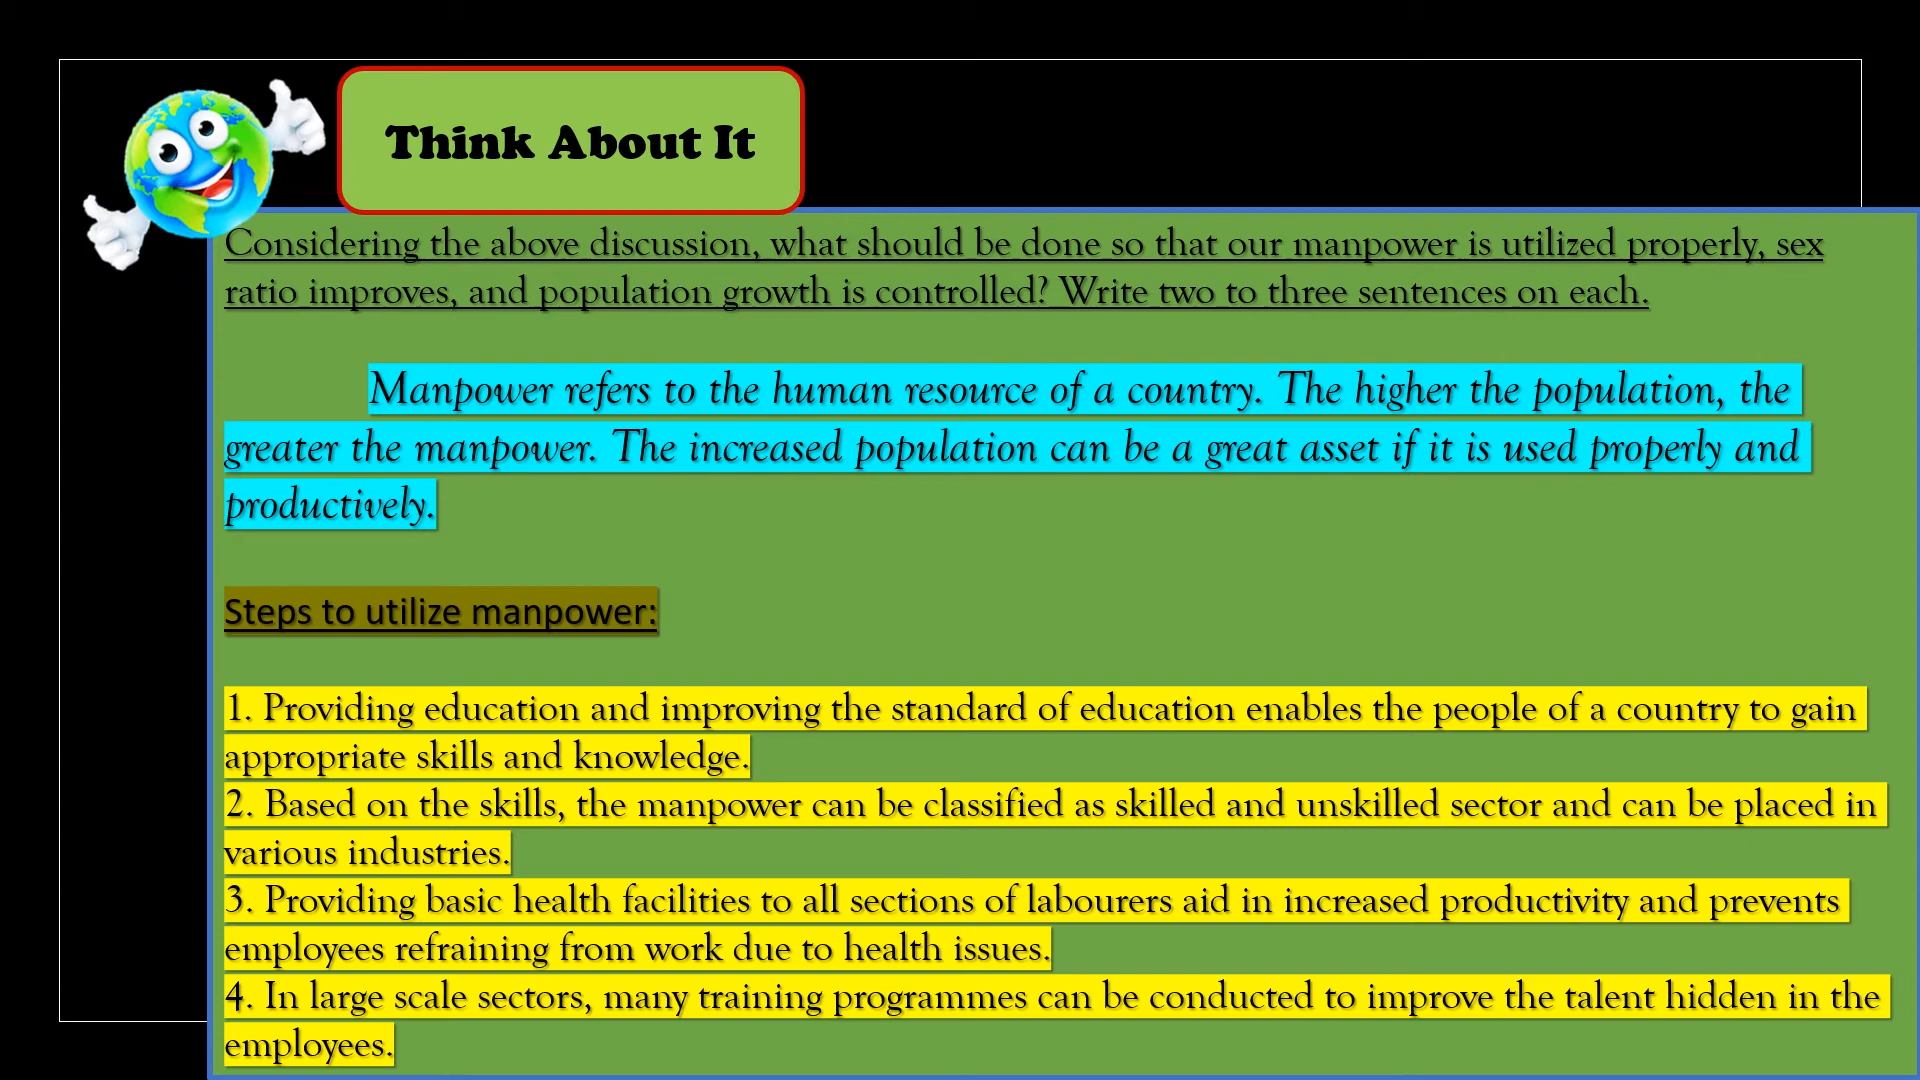 Think About It
Considering the above discussion, what should be done so that our manpower is utilized properly, sex
ratio improves, and population growth is controlled? Write two to three sentences on each.
Manpower refers to the human resource of a country. The higher the population, the
greater the manpower. The increased population can be a great asset if it is used properly and
productively.
Steps to utilize manpower:
1. Providing education and improving the standard of education enables the people of a country to gain
appropriate skills and knowledge.
2. Based on the skills, the manpower can be classified as skilled and unskilled sector and can be placed in
various industries.
3. Providing basic health facilities to all sections of labourers aid in increased productivity and prevents
employees refraining from work due to health issues.
4. In large scale sectors, many training programmes can be conducted to improve the talent hidden in the
employees.